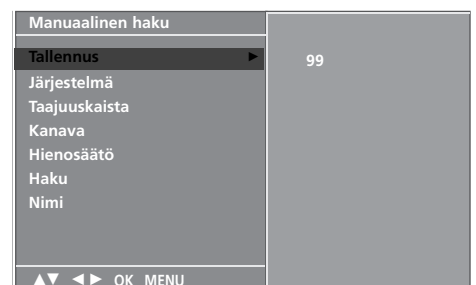 Manuaalinen haku
Tallennus ► 99
Järjestelmä
Taajuuskaista
Kanava
Hienosäätö
Haku
Nimi
▲▼ ◄► OK MENU